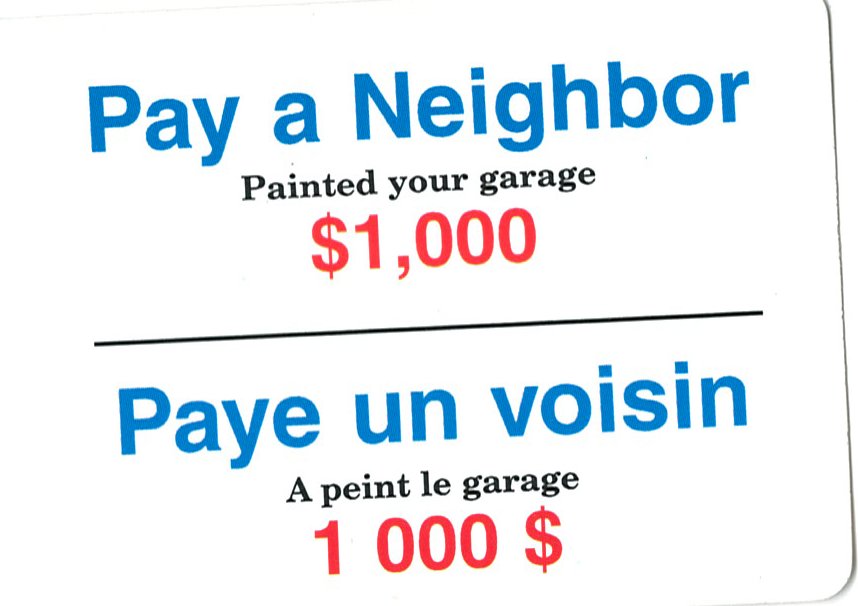 Pay a Neighbor
Painted your garage
$1,000
Paye un voisin
A peint le garage
1 000 $